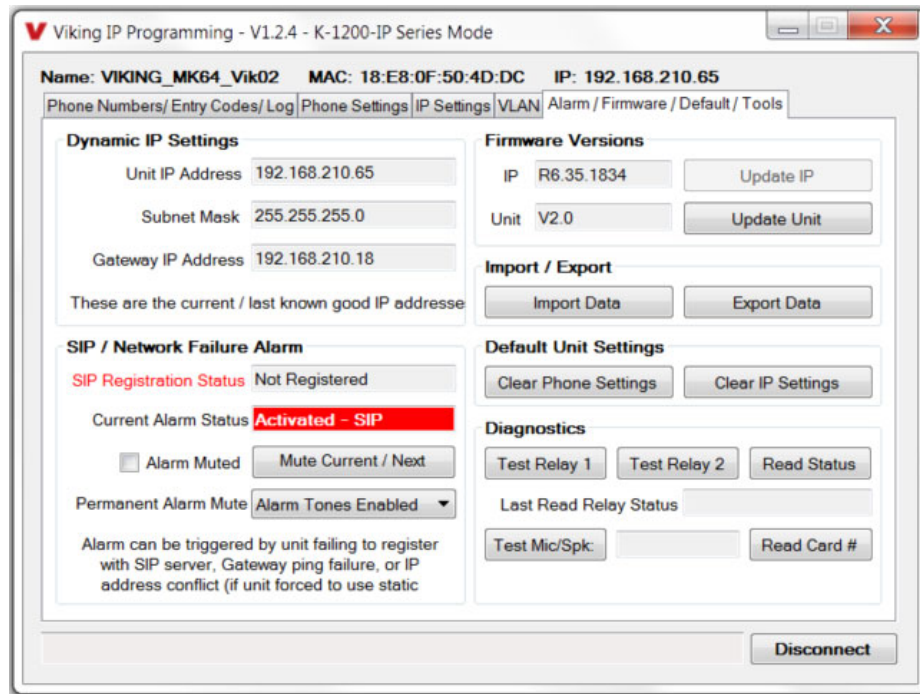 Viking IP Programming - V1.2.4 - K-1200-IP Series Mode
Name: VIKING_MK64_Vik02 MAC: 18:E8:0F:50:4D:DC IP: 192.168.210.65
Phone Numbers/ Entry Codes/ Log Phone Settings IP Settings VLAN Alarm / Firmware / Default / Tools
Dynamic IP Settings
Unit IP Address 192.168.210.65
Subnet Mask 255.255.255.0
Gateway IP Address 192.168.210.18
These are the current / last known good IP addresse
SIP / Network Failure Alarm
SIP Registration Status Not Registered
Current Alarm Status Activated - SIP
Alarm Muted Mute Current / Next
Permanent Alarm Mute Alarm Tones Enabled
Alarm can be triggered by unit failing to register
with SIP server, Gateway ping failure, or IP
address conflict (if unit forced to use static
Firmware Versions
IP R6.35.1834 Update IP
Unit V2.0 Update Unit
Import / Export
Import Data Export Data
Default Unit Settings
Clear Phone Settings Clear IP Settings
Diagnostics
Test Relay 1 Test Relay 2 Read Status
Last Read Relay Status
Test Mic/Spk: Read Card #
Disconnect